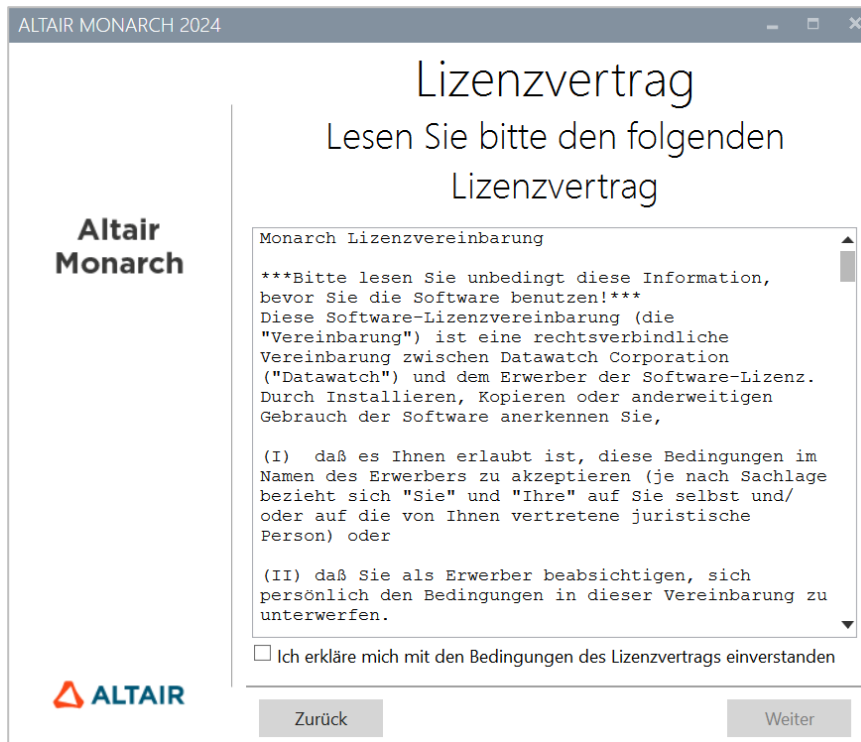 ALTAIR MONARCH 2024
Lizenzvertrag
Lesen Sie bitte den folgenden
Lizenzvertrag
Altair
Monarch
Monarch Lizenzvereinbarung
***Bitte lesen Sie unbedingt diese Information,
bevor Sie die Software benutzen!***
Diese Software-Lizenzvereinbarung (die
"Vereinbarung") ist eine rechtsverbindliche
Vereinbarung zwischen Datawatch Corporation
("Datawatch") und dem Erwerber der Software-Lizenz.
Durch Installieren, Kopieren oder anderweitigen
Gebrauch der Software anerkennen Sie,
(I)  daß es Ihnen erlaubt ist, diese Bedingungen im
Namen des Erwerbers zu akzeptieren (je nach Sachlage
bezieht sich "Sie" und "Ihre" auf Sie selbst und/
oder auf die von Ihnen vertretene juristische
Person) oder
(II) daß Sie als Erwerber beabsichtigen, sich
persönlich den Bedingungen in dieser Vereinbarung zu
unterwerfen.
Ich erkläre mich mit den Bedingungen des Lizenzvertrags einverstanden
ALTAIR
Zurück
Weiter